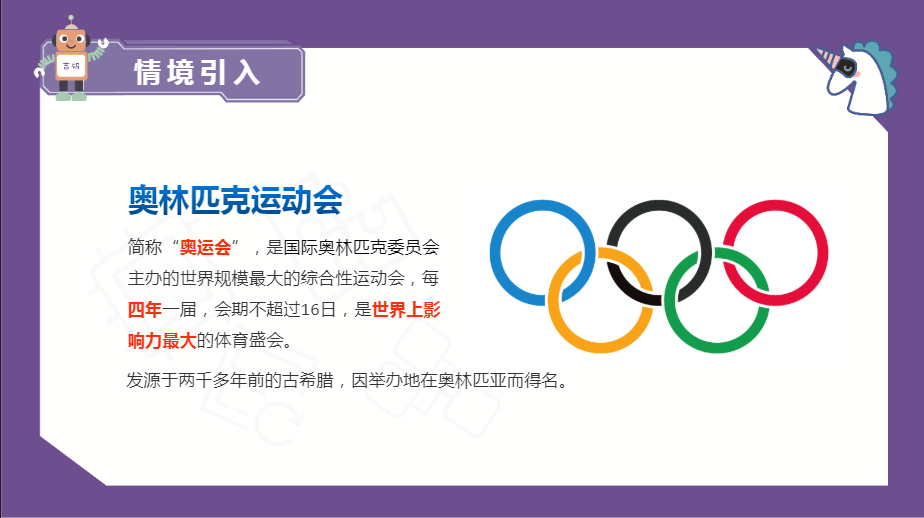 情境引入
奥林匹克运动会
简称“奥运会”，是国际奥林匹克委员会
主办的世界规模最大的综合性运动会，每
四年一届，会期不超过16日，是世界上影
响力最大的体育盛会。
发源于两千多年前的古希腊，因举办地在奥林匹亚而得名。